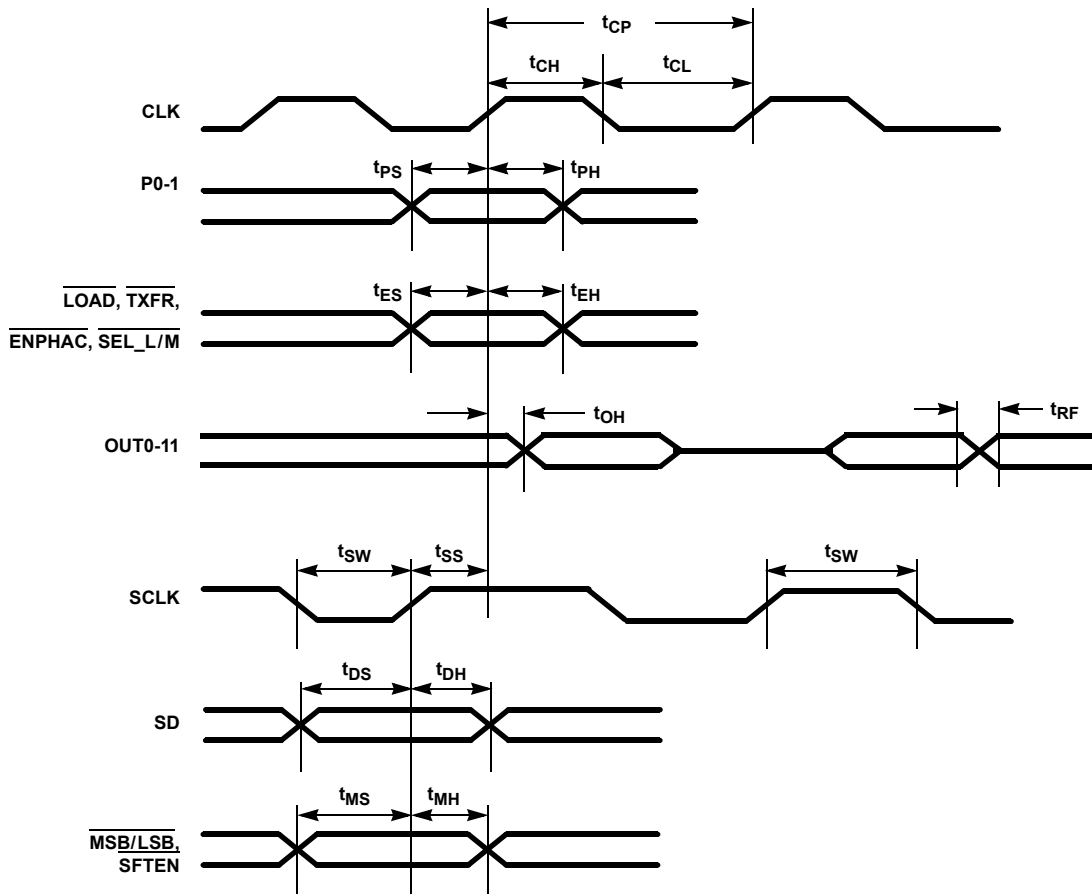 tCP
tCH
tCL
CLK
tPS
tPH
P0-1
tES
tEH
LOAD, TXFR,
ENPHAC, SEL_L/M
tOH
tRF
OUT0-11
tSW
tSS
tSW
SCLK
tDS
tDH
SD
tMS
tMH
MSB/LSB,
SFTEN